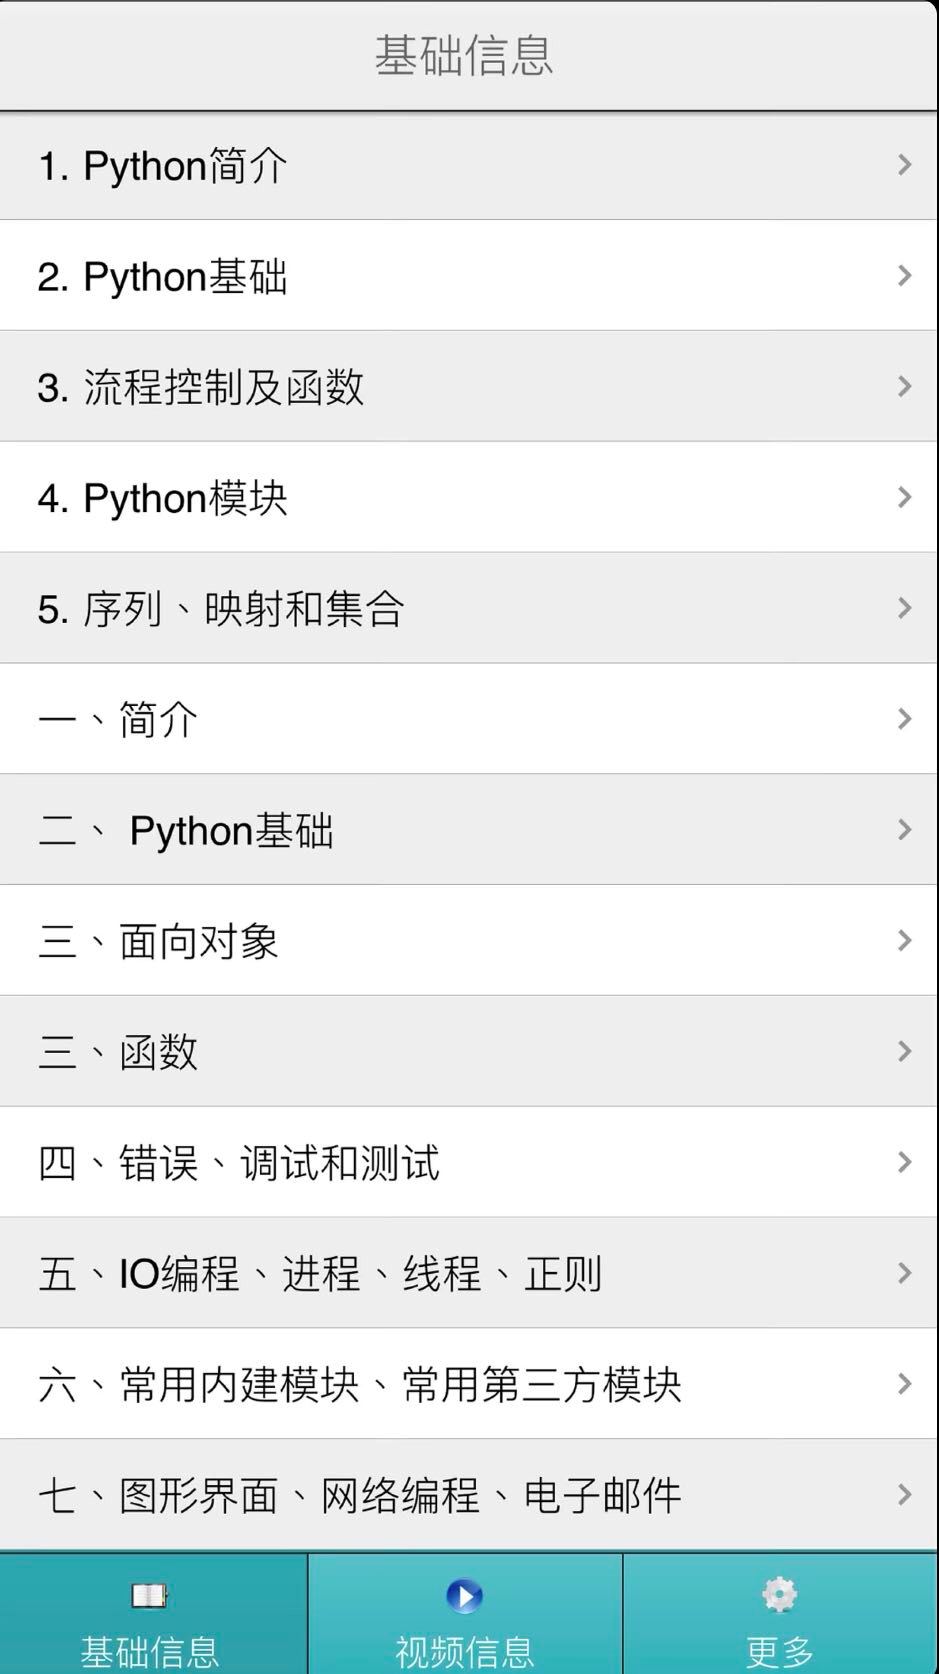 基础信息
1. Python简介
2. Python基础
3. 流程控制及函数
4. Python模块
5. 序列、映射和集合
一、简介
二、 Python基础
三、面向对象
三、函数
四、错误、调试和测试
五、IO编程、进程、线程、正则
六、常用内建模块、常用第三方模块
七、图形界面、网络编程、电子邮件
基础信息
视频信息
更多